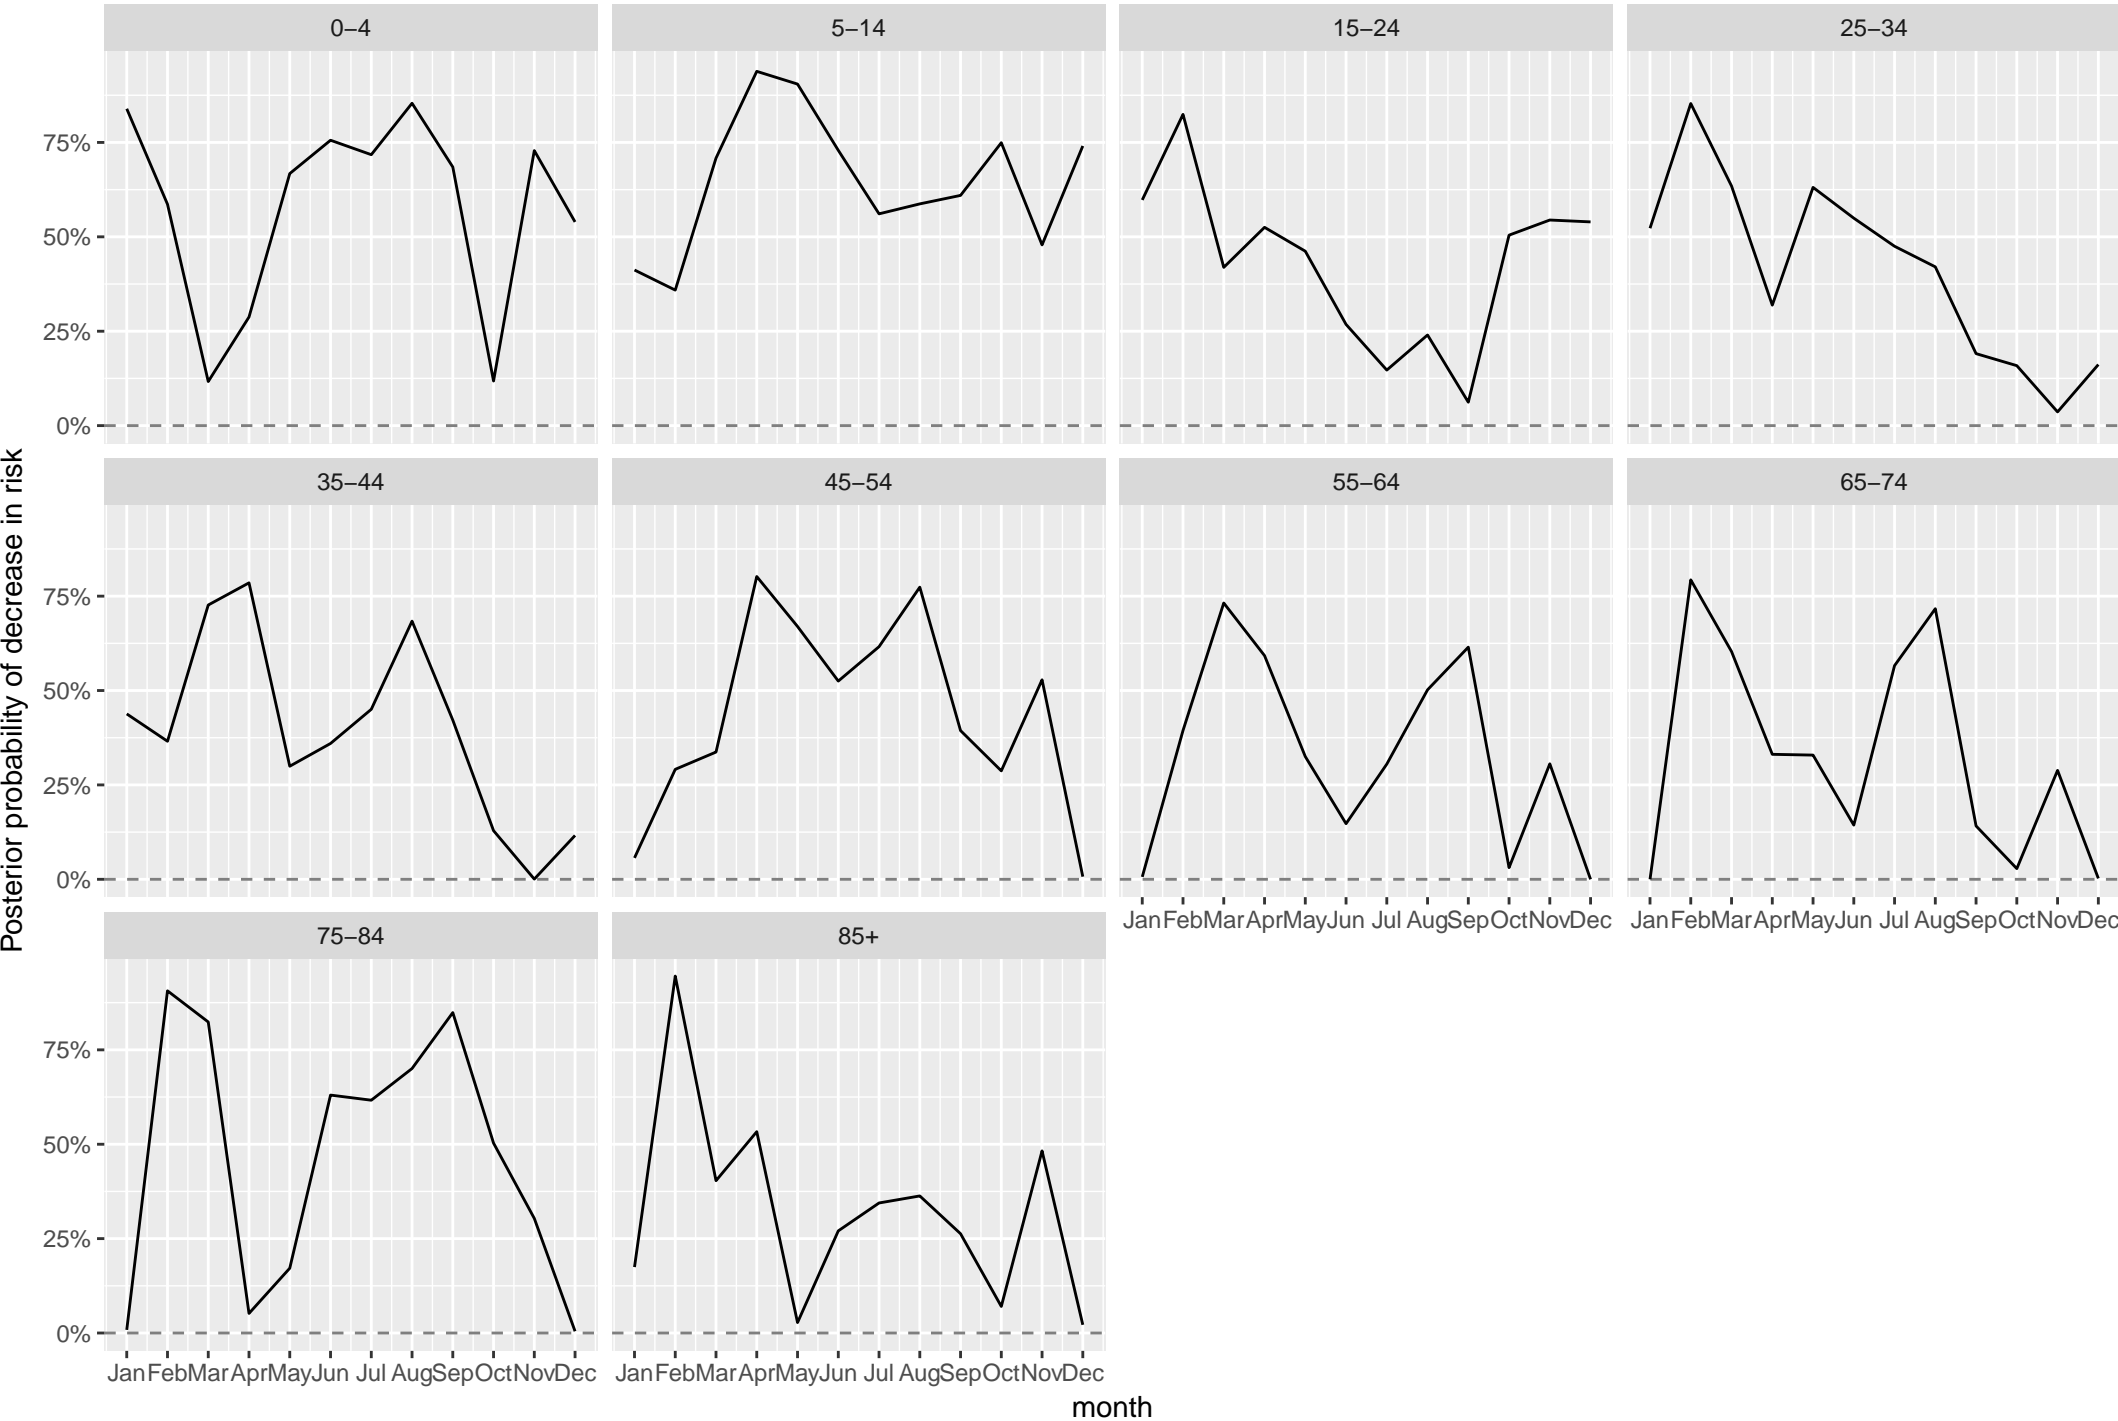 0−4 5−14 15−24 25−34
75%
50%
25%
0%
35−44 45−54 55−64 65−74
75%
50%
25%
0%
Jan Feb Mar Apr May Jun Jul Aug Sep Oct Nov Dec Jan Feb Mar Apr May Jun Jul Aug Sep Oct Nov Dec
75−84 85+
75%
50%
25%
0%
Jan Feb Mar Apr May Jun Jul Aug Sep Oct Nov Dec Jan Feb Mar Apr May Jun Jul Aug Sep Oct Nov Dec
month
Posterior probability of decrease in risk